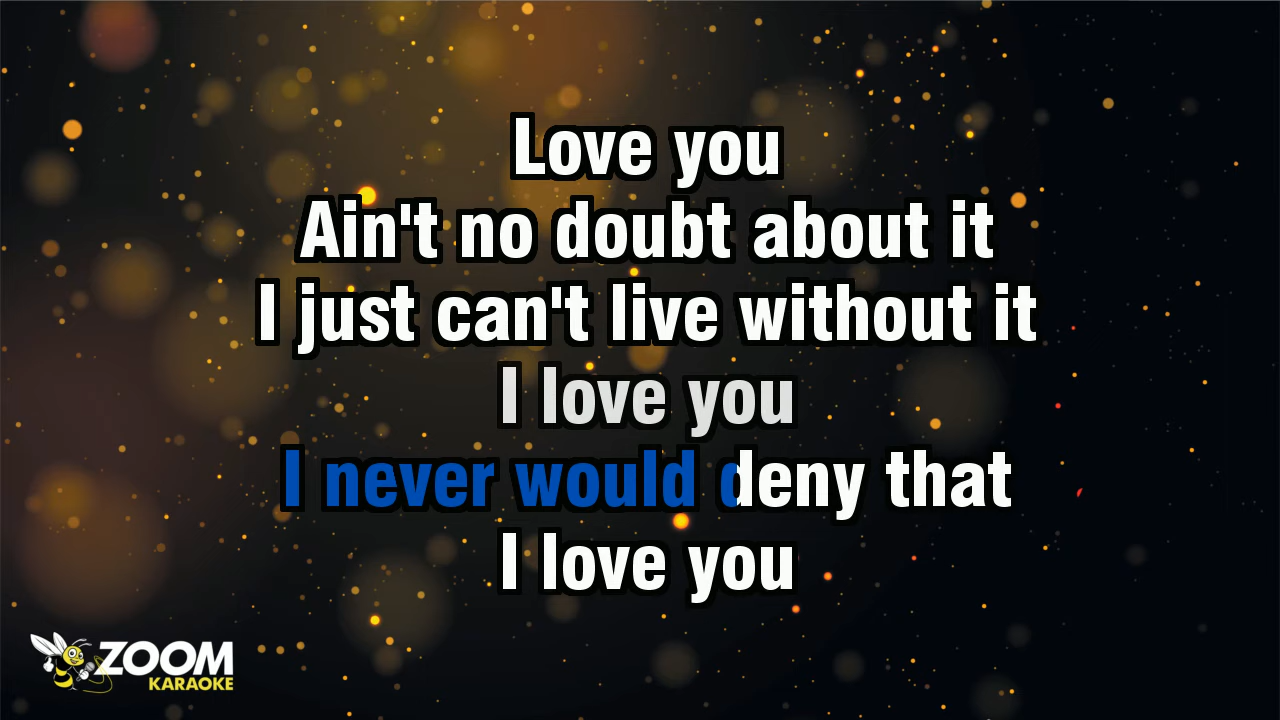 Love you
Ain't no doubt about it
I just can't live without it
I love you
I never would deny that
I love you
ZOOM
KARAOKE